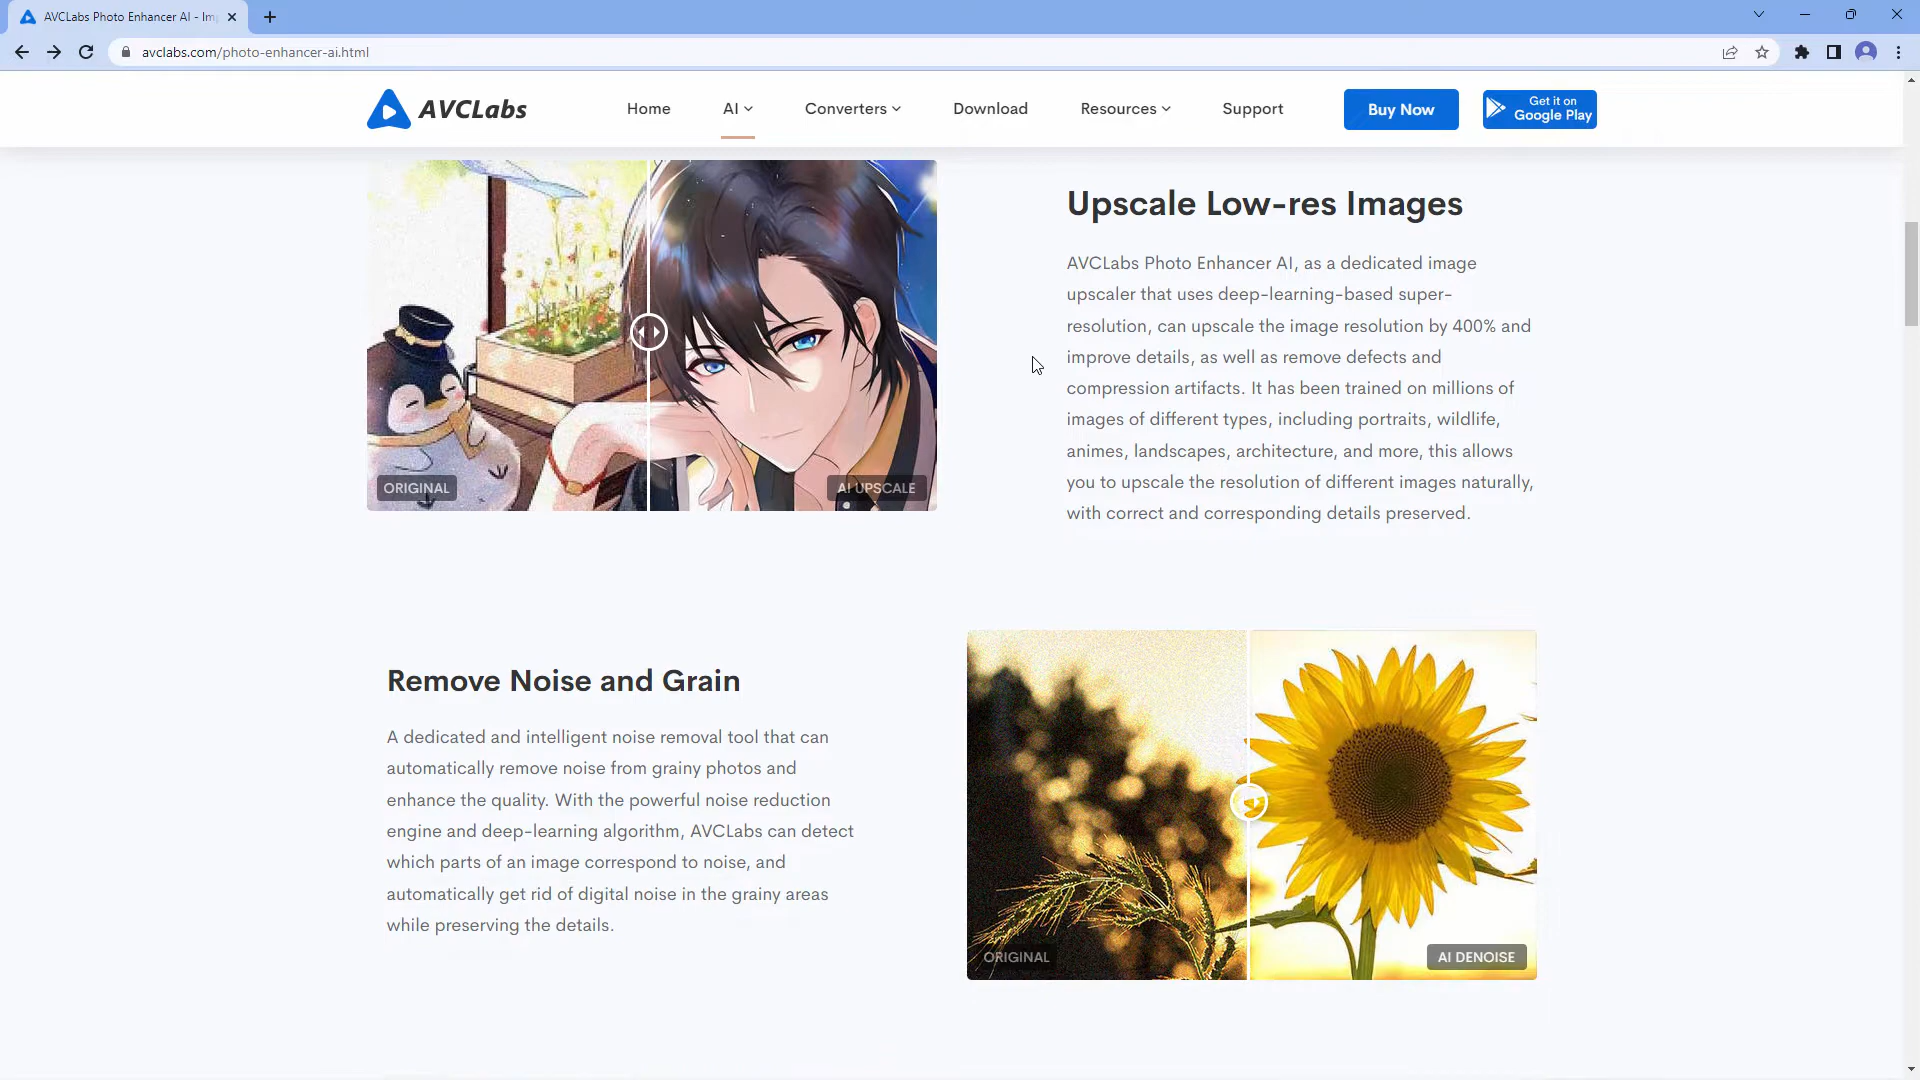 AVCLabs Photo Enhancer AI - Im
avclabs.com/photo-enhancer-ai.html
AVCLabs
Home
AI
Converters
Download
Resources
Support
Buy Now
Get it on
Google Play
ORIGINAL
AI UPSCALE
Upscale Low-res Images
AVCLabs Photo Enhancer AI, as a dedicated image
upscaler that uses deep-learning-based super-
resolution, can upscale the image resolution by 400% and
improve details, as well as remove defects and
compression artifacts. It has been trained on millions of
images of different types, including portraits, wildlife,
animes, landscapes, architecture, and more, this allows
you to upscale the resolution of different images naturally,
with correct and corresponding details preserved.
Remove Noise and Grain
A dedicated and intelligent noise removal tool that can
automatically remove noise from grainy photos and
enhance the quality. With the powerful noise reduction
engine and deep-learning algorithm, AVCLabs can detect
which parts of an image correspond to noise, and
automatically get rid of digital noise in the grainy areas
while preserving the details.
ORIGINAL
AI DENOISE